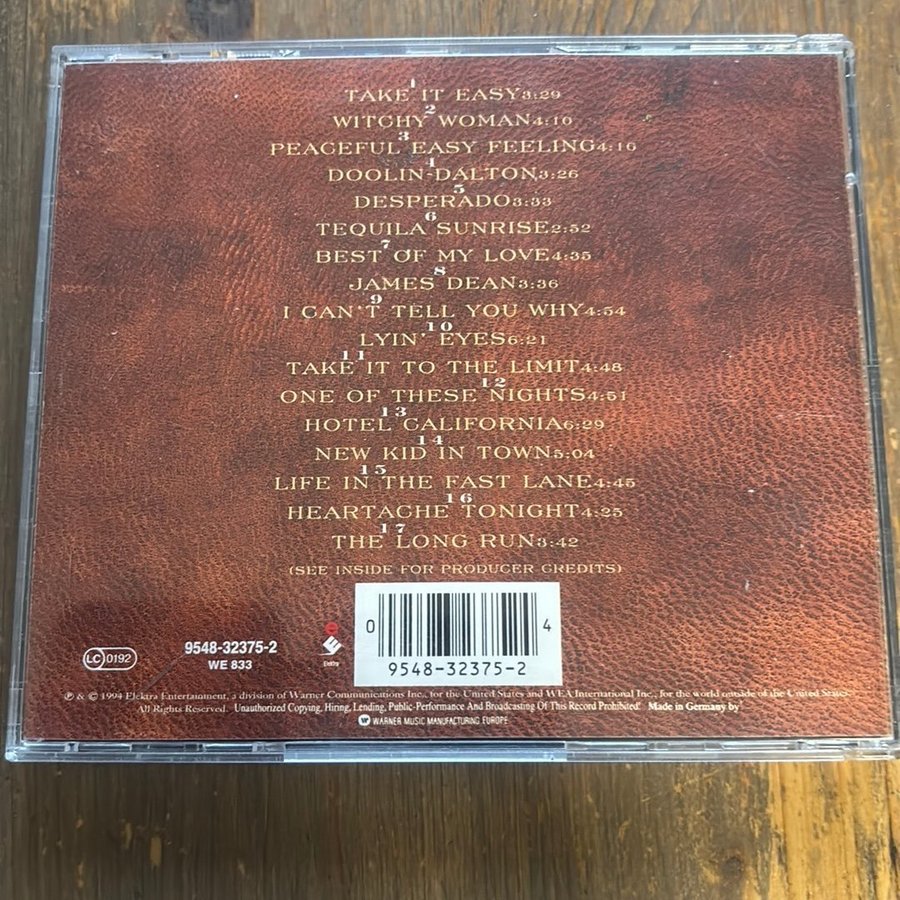 1
TAKE IT EASY 3:29
2
WITCHY WOMAN 4:10
3
PEACEFUL EASY FEELING 4:16
4
DOOLIN-DALTON 3:26
5
DESPERADO 3:33
6
TEQUILA SUNRISE 2:52
7
BEST OF MY LOVE 4:35
8
JAMES DEAN 3:36
9
I CAN'T TELL YOU WHY 4:54
10
LYIN' EYES 6:21
11
TAKE IT TO THE LIMIT 4:48
12
ONE OF THESE NIGHTS 4:51
13
HOTEL CALIFORNIA 6:29
14
NEW KID IN TOWN 5:04
15
LIFE IN THE FAST LANE 4:45
16
HEARTACHE TONIGHT 4:25
17
THE LONG RUN 3:42
(SEE INSIDE FOR PRODUCER CREDITS)
LC 0192
9548-32375-2
WE 833
Elektra
0 4
9548-32375-2
℗ & © 1994 Elektra Entertainment, a division of Warner Communications Inc., for the United States and WEA International Inc., for the world outside of the United States.
All Rights Reserved. Unauthorized Copying, Hiring, Lending, Public-Performance And Broadcasting Of This Record Prohibited! Made in Germany by
WARNER MUSIC MANUFACTURING EUROPE